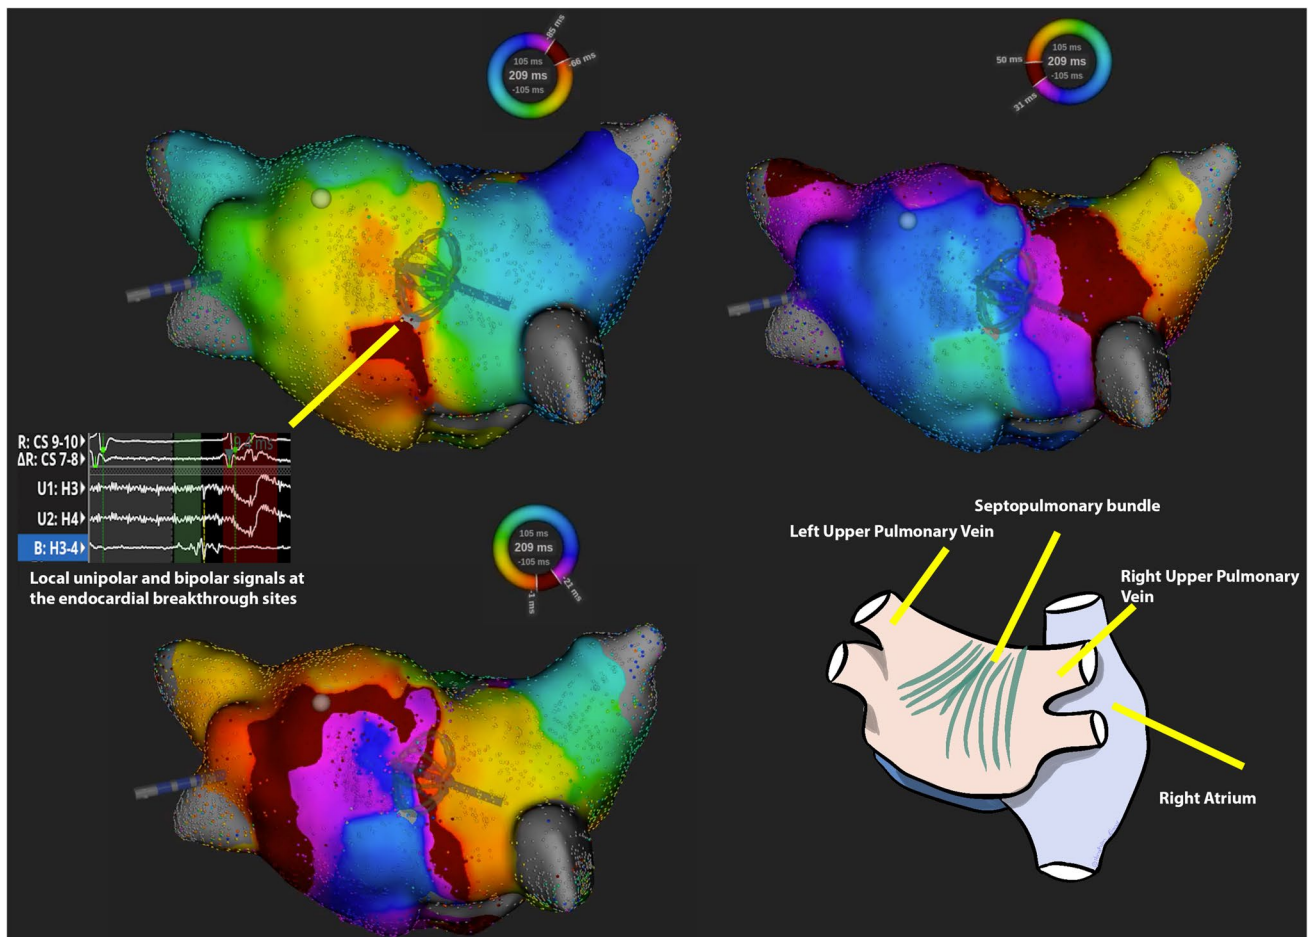 -85 ms
-66 ms
105 ms
209 ms
-105 ms
50 ms
31 ms
105 ms
209 ms
-105 ms
R: CS 9-10
ΔR: CS 7-8
U1: H3
U2: H4
B: H3-4
Local unipolar and bipolar signals at
the endocardial breakthrough sites
105 ms
209 ms
-105 ms
-1 ms
-21 ms
Septopulmonary bundle
Left Upper Pulmonary Vein
Right Upper Pulmonary
Vein
Right Atrium